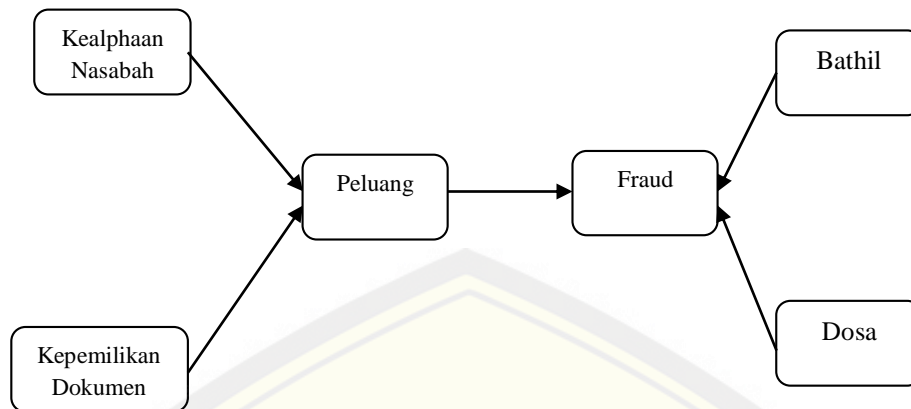 Kealphaan
Nasabah
Bathil
Peluang
Fraud
Kepemilikan
Dokumen
Dosa